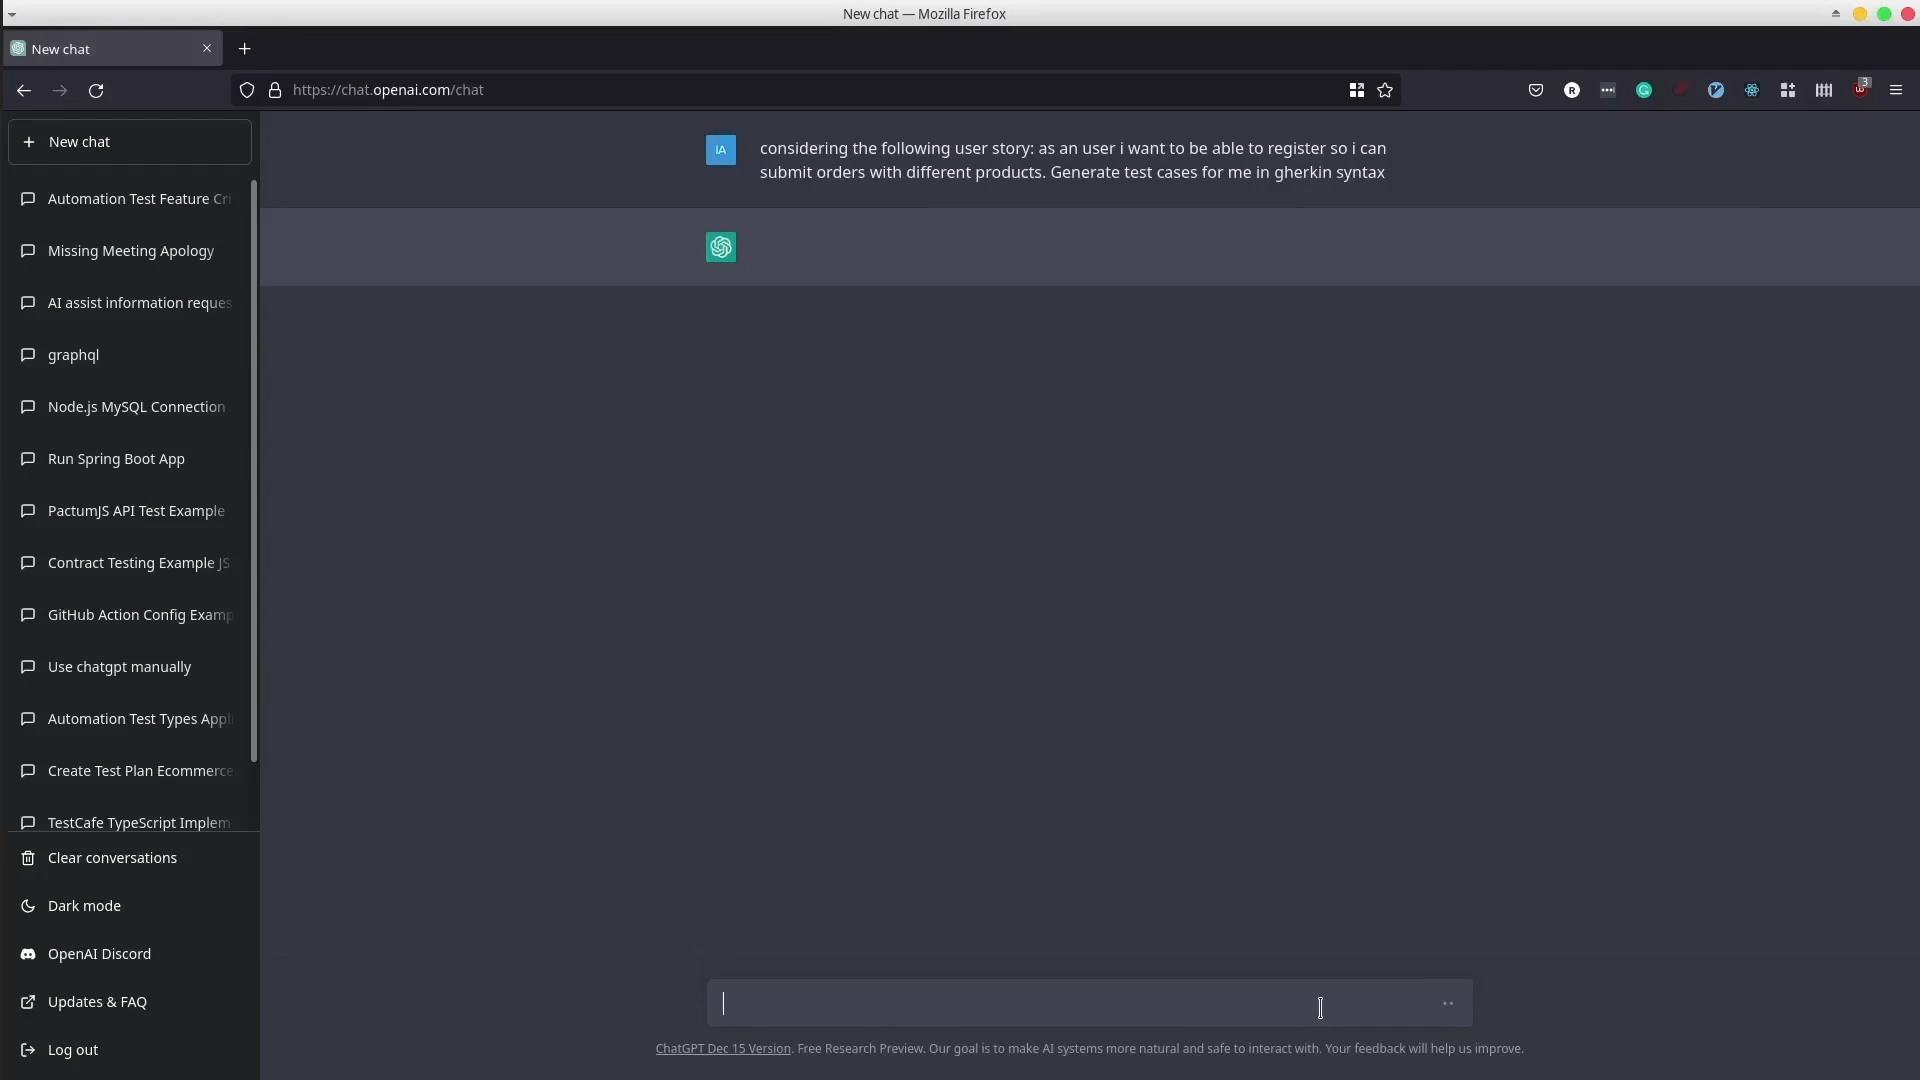 New chat — Mozilla Firefox
New chat
https://chat.openai.com/chat
R
G
3
New chat
Automation Test Feature Cri
Missing Meeting Apology
AI assist information reques
graphql
Node.js MySQL Connection
Run Spring Boot App
PactumJS API Test Example
Contract Testing Example JS
GitHub Action Config Examp
Use chatgpt manually
Automation Test Types Appli
Create Test Plan Ecommerce
TestCafe TypeScript Implem
Clear conversations
Dark mode
OpenAI Discord
Updates & FAQ
Log out
IA
considering the following user story: as an user i want to be able to register so i can
submit orders with different products. Generate test cases for me in gherkin syntax
ChatGPT Dec 15 Version. Free Research Preview. Our goal is to make AI systems more natural and safe to interact with. Your feedback will help us improve.